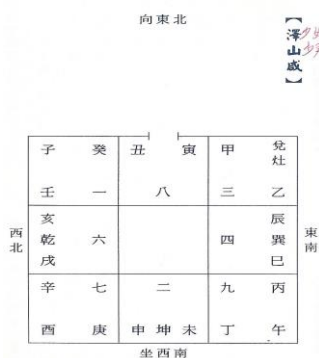 向東北
【澤山咸】
子 癸 丑 寅 甲 兌灶
壬 一 八 三 乙
西北
亥乾戌 六 四 辰巽巳
東南
辛 七 二 九 丙
酉 庚 申 坤 未 丁 午
坐西南